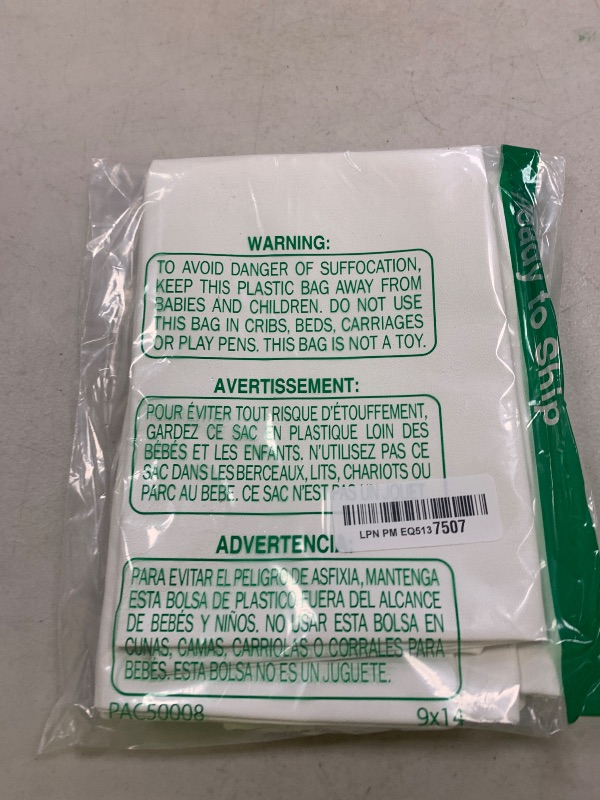 WARNING:
TO AVOID DANGER OF SUFFOCATION,
KEEP THIS PLASTIC BAG AWAY FROM
BABIES AND CHILDREN. DO NOT USE
THIS BAG IN CRIBS, BEDS, CARRIAGES
OR PLAY PENS. THIS BAG IS NOT A TOY.
AVERTISSEMENT:
POUR ÉVITER TOUT RISQUE D'ÉTOUFFEMENT,
GARDEZ CE SAC EN PLASTIQUE LOIN DES
BÉBÉS ET LES ENFANTS. N'UTILISEZ PAS CE
SAC DANS LES BERCEAUX, LITS, CHARIOTS OU
PARC AU BEBE. CE SAC N'EST PAS UN JOUET
LPN PM EQ5137507
ADVERTENCIA:
PARA EVITAR EL PELIGRO DE ASFIXIA, MANTENGA
ESTA BOLSA DE PLASTICO FUERA DEL ALCANCE
DE BEBÉS Y NIÑOS. NO USAR ESTA BOLSA EN
CUNAS, CAMAS, CARRIOLAS O CORRALES PARA
BEBÉS. ESTA BOLSA NO ES UN JUGUETE.
PAC50008 9x14
Ready to Ship